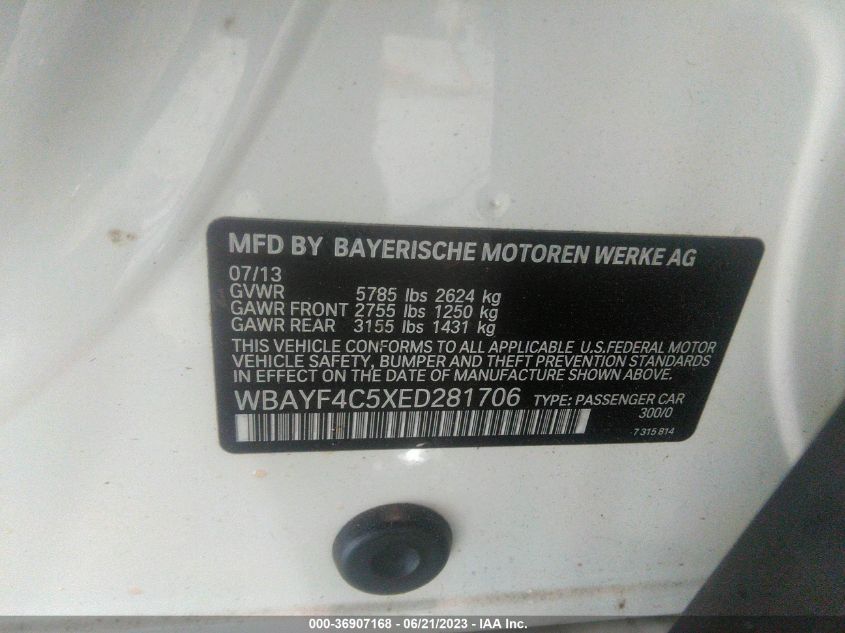 MFD BY BAYERISCHE MOTOREN WERKE AG
07/13
GVWR 5785 lbs 2624 kg
GAWR FRONT 2755 lbs 1250 kg
GAWR REAR 3155 lbs 1431 kg
THIS VEHICLE CONFORMS TO ALL APPLICABLE U.S.FEDERAL MOTOR
VEHICLE SAFETY, BUMPER AND THEFT PREVENTION STANDARDS
IN EFFECT ON THE DATE OF MANUFACTURE SHOWN ABOVE.
WBAYF4C5XED281706 TYPE: PASSENGER CAR
300/0
7 315 814
000-36907168 - 06/21/2023 - IAA Inc.